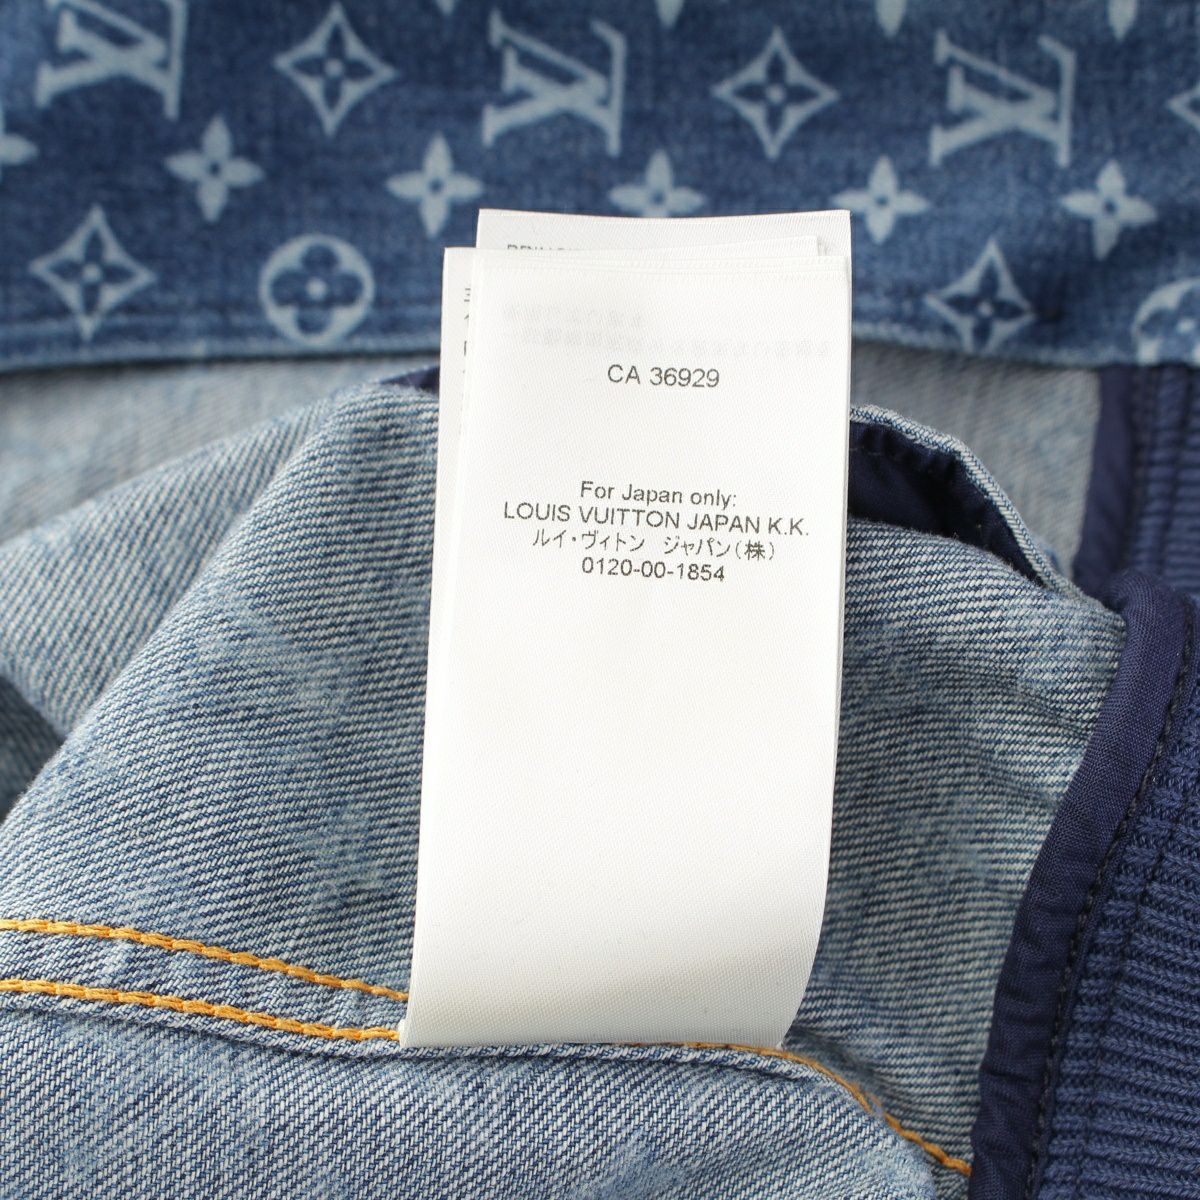 CA 36929
For Japan only:
LOUIS VUITTON JAPAN K.K.
ルイ・ヴィトン ジャパン(株)
0120-00-1854